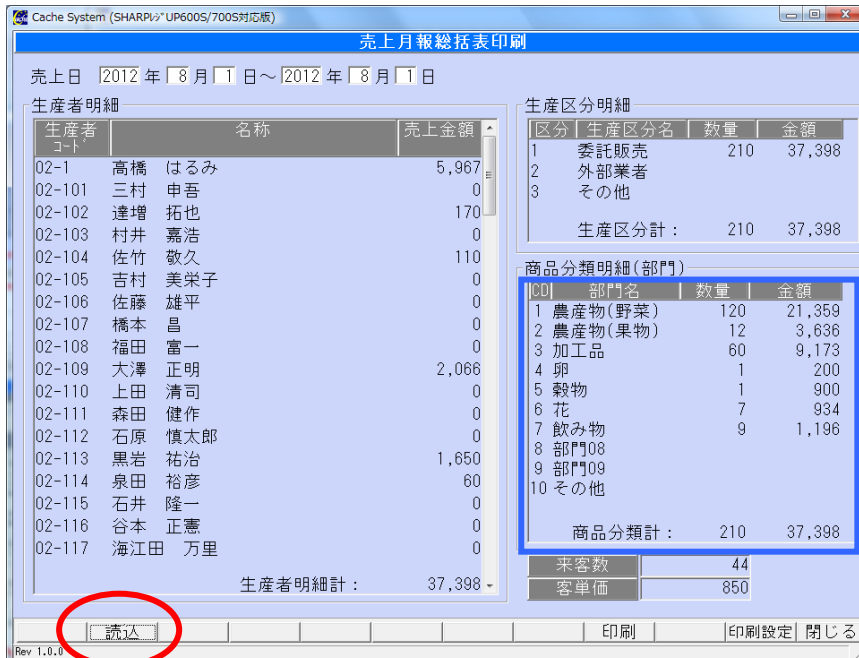 Cache System (SHARPﾚｼﾞUP600S/700S対応版)
売上月報総括表印刷
売上日 2012 年 8 月 1 日～ 2012 年 8 月 1 日
生産者明細
生産者コード 名称 売上金額
02-1 高橋 はるみ 5,967
02-101 三村 申吾 0
02-102 達増 拓也 170
02-103 村井 嘉浩 0
02-104 佐竹 敬久 110
02-105 吉村 美栄子 0
02-106 佐藤 雄平 0
02-107 橋本 昌 0
02-108 福田 富一 0
02-109 大澤 正明 2,066
02-110 上田 清司 0
02-111 森田 健作 0
02-112 石原 慎太郎 0
02-113 黒岩 祐治 1,650
02-114 泉田 裕彦 60
02-115 石井 隆一 0
02-116 谷本 正憲 0
02-117 海江田 万里 0
生産者明細計： 37,398
生産区分明細
区分 生産区分名 数量 金額
1 委託販売 210 37,398
2 外部業者
3 その他
生産区分計： 210 37,398
商品分類明細(部門)
CD 部門名 数量 金額
1 農産物(野菜) 120 21,359
2 農産物(果物) 12 3,636
3 加工品 60 9,173
4 卵 1 200
5 穀物 1 900
6 花 7 934
7 飲み物 9 1,196
8 部門08
9 部門09
10 その他
商品分類計： 210 37,398
来客数 44
客単価 850
読込 印刷 印刷設定 閉じる
Rev 1.0.0